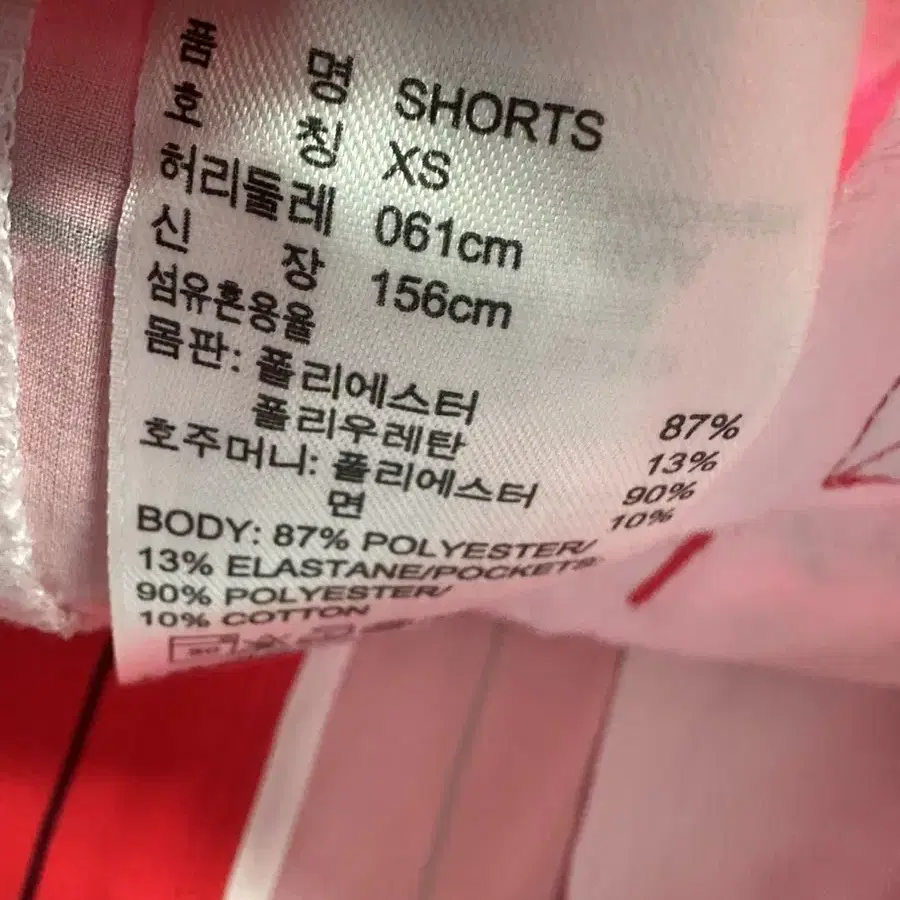 품 명 SHORTS
호 칭 XS
허리둘레 061cm
신 장 156cm
섬유혼용율
몸판: 폴리에스터 87%
폴리우레탄 13%
호주머니: 폴리에스터 90%
면 10%
BODY: 87% POLYESTER/
13% ELASTANE/POCKETS:
90% POLYESTER/
10% COTTON